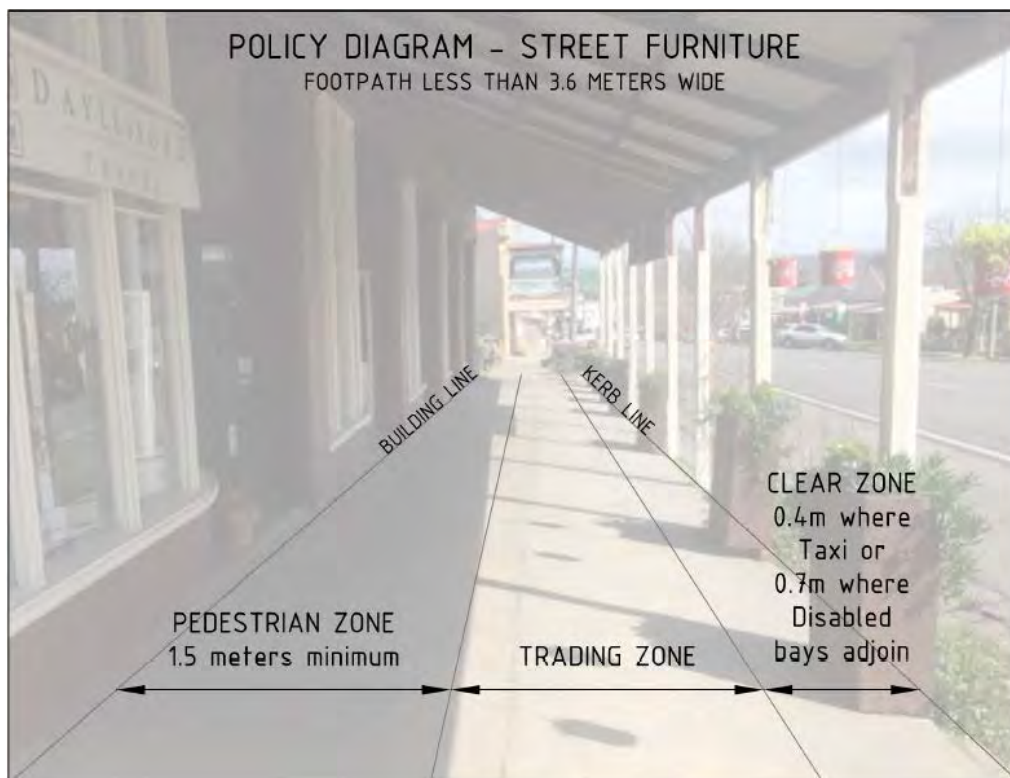 POLICY DIAGRAM - STREET FURNITURE
FOOTPATH LESS THAN 3.6 METERS WIDE
DAYLESFORD
BUILDING LINE
KERB LINE
CLEAR ZONE
0.4m where
Taxi or
0.7m where
Disabled
bays adjoin
PEDESTRIAN ZONE
1.5 meters minimum
TRADING ZONE